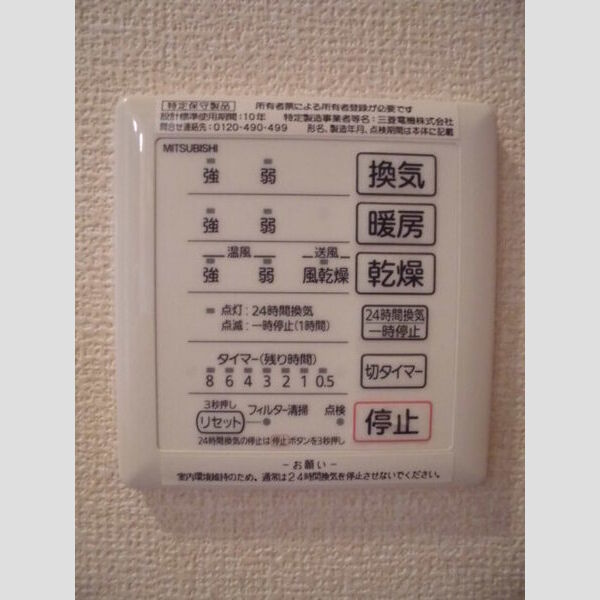 特定保守製品 所有者票による所有者登録が必要です
設計標準使用期間:10年 特定製造事業者等名:三菱電機株式会社
問合せ連絡先:0120-490-499 形名、製造年月、点検期間は本体に記載
MITSUBISHI
強 弱 換気
強 弱 暖房
温風 送風
強 弱 風乾燥 乾燥
点灯:24時間換気
点滅:一時停止(1時間)
24時間換気
一時停止
タイマー(残り時間)
8 6 4 3 2 1 0.5
切タイマー
3秒押し
リセット フィルター清掃 点検
24時間換気の停止は停止ボタンを3秒押し
停止
-お願い-
室内環境維持のため、通常は24時間換気を停止させないでください。